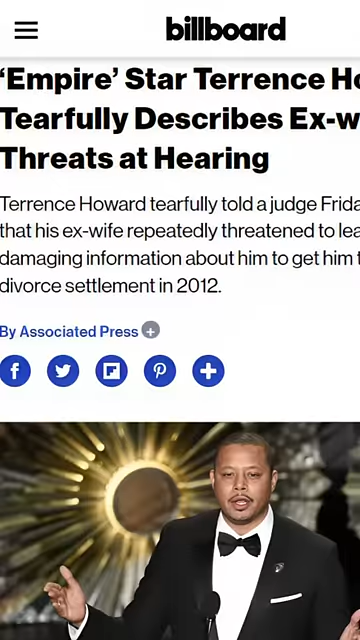 billboard
'Empire' Star Terrence Ho
Tearfully Describes Ex-w
Threats at Hearing
Terrence Howard tearfully told a judge Frida
that his ex-wife repeatedly threatened to lea
damaging information about him to get him t
divorce settlement in 2012.
By Associated Press